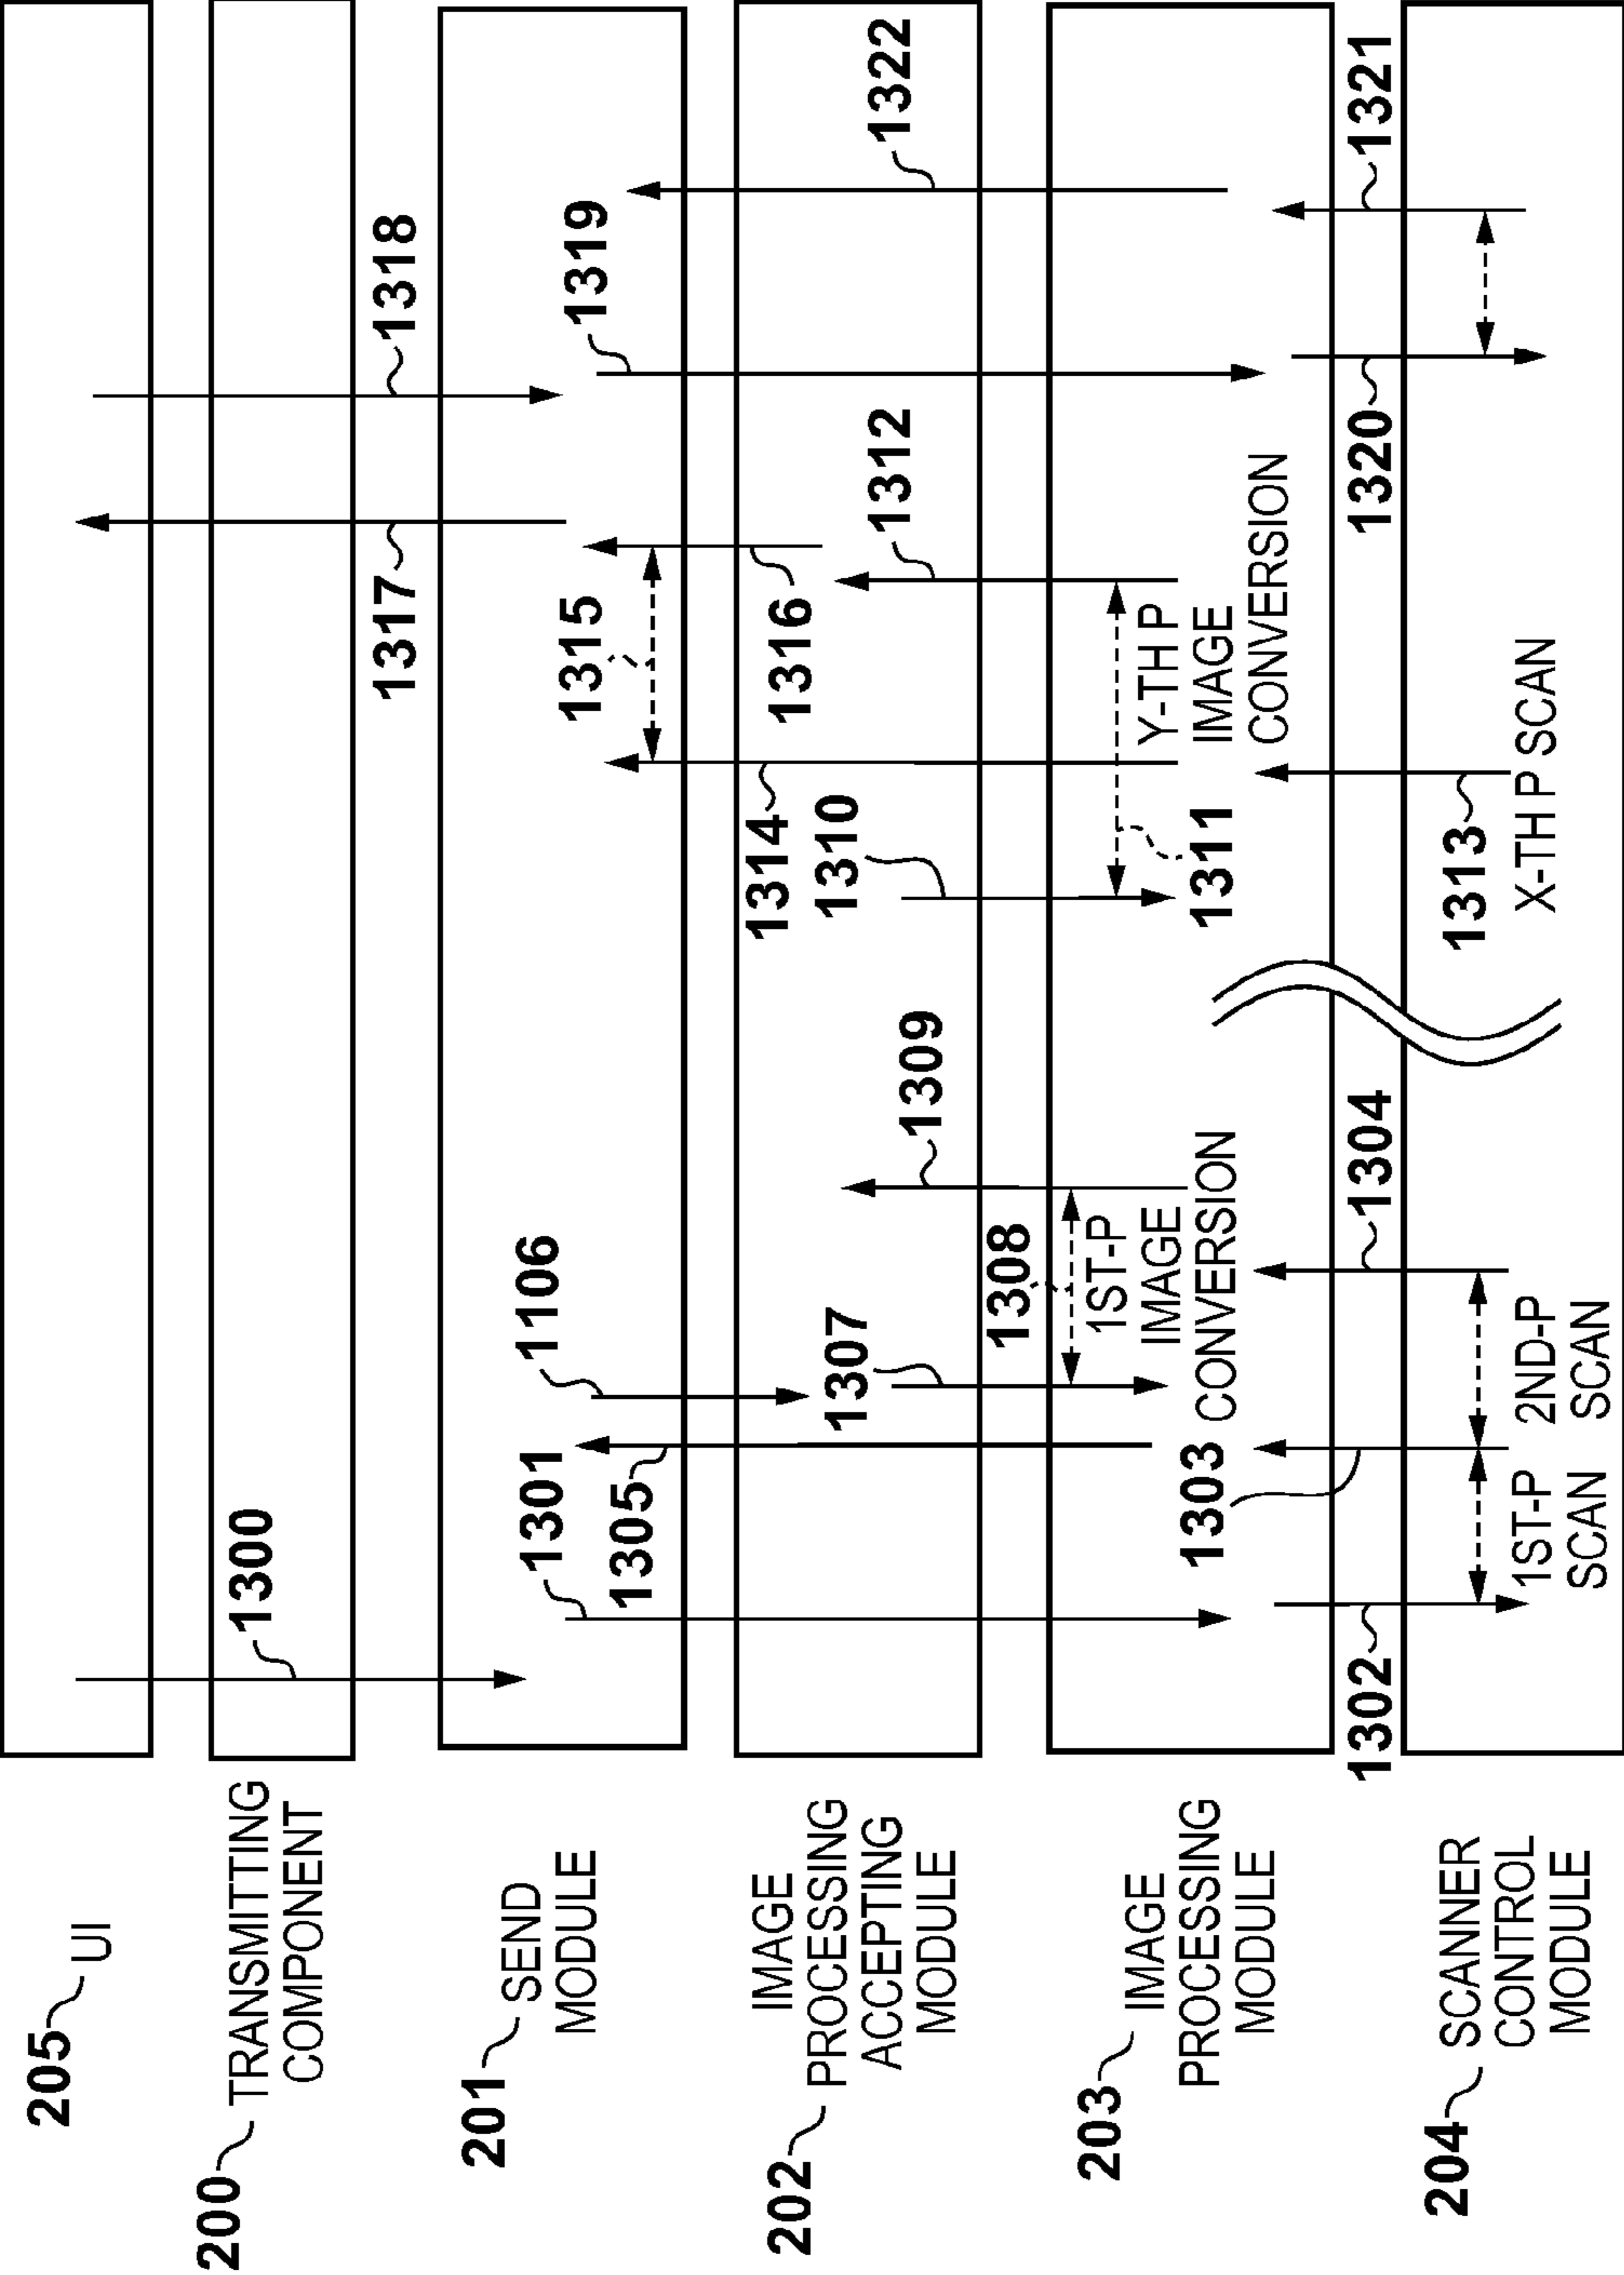 205 UI
200 TRANSMITTING
COMPONENT
201 SEND
MODULE
202 IMAGE
PROCESSING
ACCEPTING
MODULE
203 IMAGE
PROCESSING
MODULE
204 SCANNER
CONTROL
MODULE
1300
1317
1318
1301
1305
1106
1315
1319
1307
1309
1314
1310
1316
1312
1322
1303
1308
1ST-P
IMAGE
CONVERSION
1311
Y-TH P
IMAGE
CONVERSION
1302
1304
1320
1321
1ST-P
SCAN
2ND-P
SCAN
1313
X-TH P SCAN